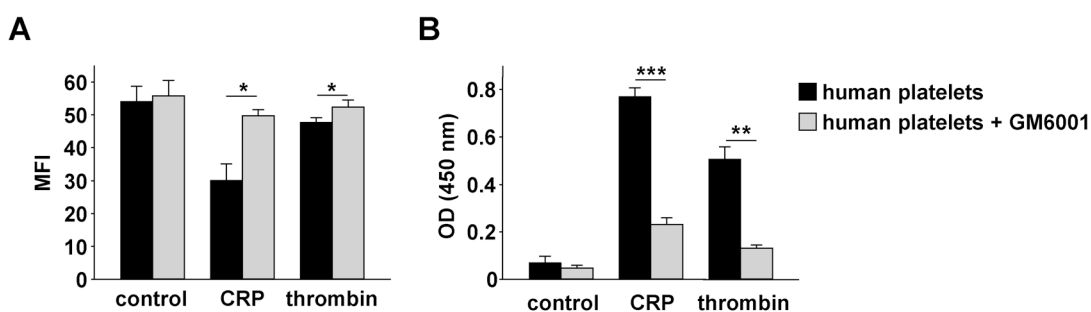 A
MFI
60
50
40
30
20
10
0
*
*
control CRP thrombin
B
OD (450 nm)
0.8
0.6
0.4
0.2
0
***
**
control CRP thrombin
human platelets
human platelets + GM6001